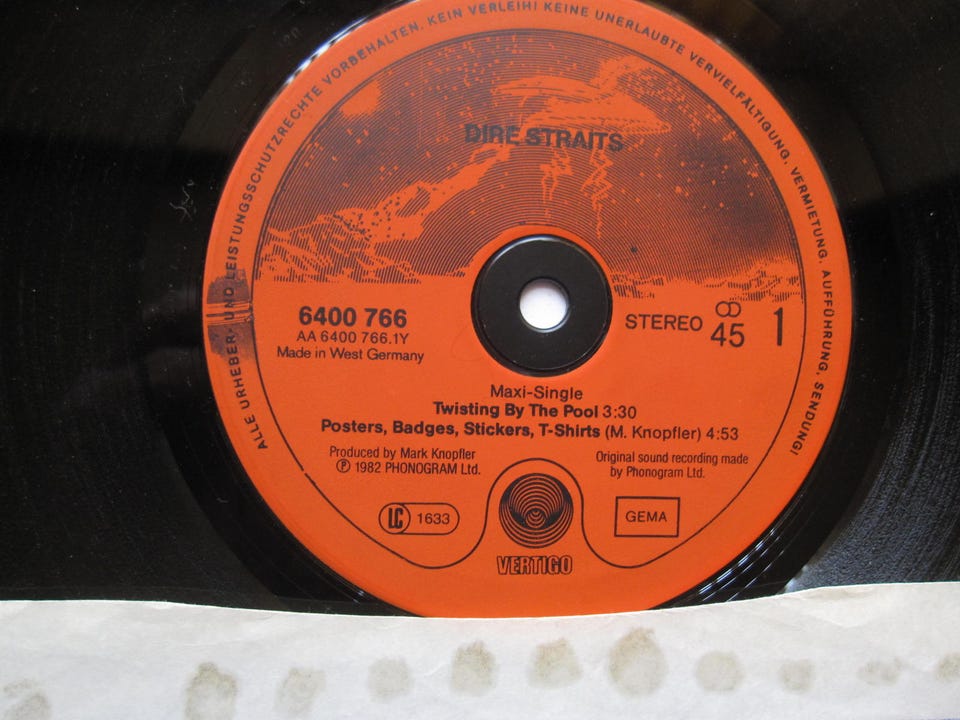 ALLE URHEBER- UND LEISTUNGSSCHUTZRECHTE VORBEHALTEN. KEIN VERLEIH! KEINE UNERLAUBTE VERVIELFÄLTIGUNG, VERMIETUNG, AUFFÜHRUNG, SENDUNG!
DIRE STRAITS
6400 766
AA 6400 766.1Y
Made in West Germany
STEREO 45 1
Maxi-Single
Twisting By The Pool 3:30
Posters, Badges, Stickers, T-Shirts (M. Knopfler) 4:53
Produced by Mark Knopfler
℗ 1982 PHONOGRAM Ltd.
Original sound recording made
by Phonogram Ltd.
LC 1633
GEMA
VERTIGO